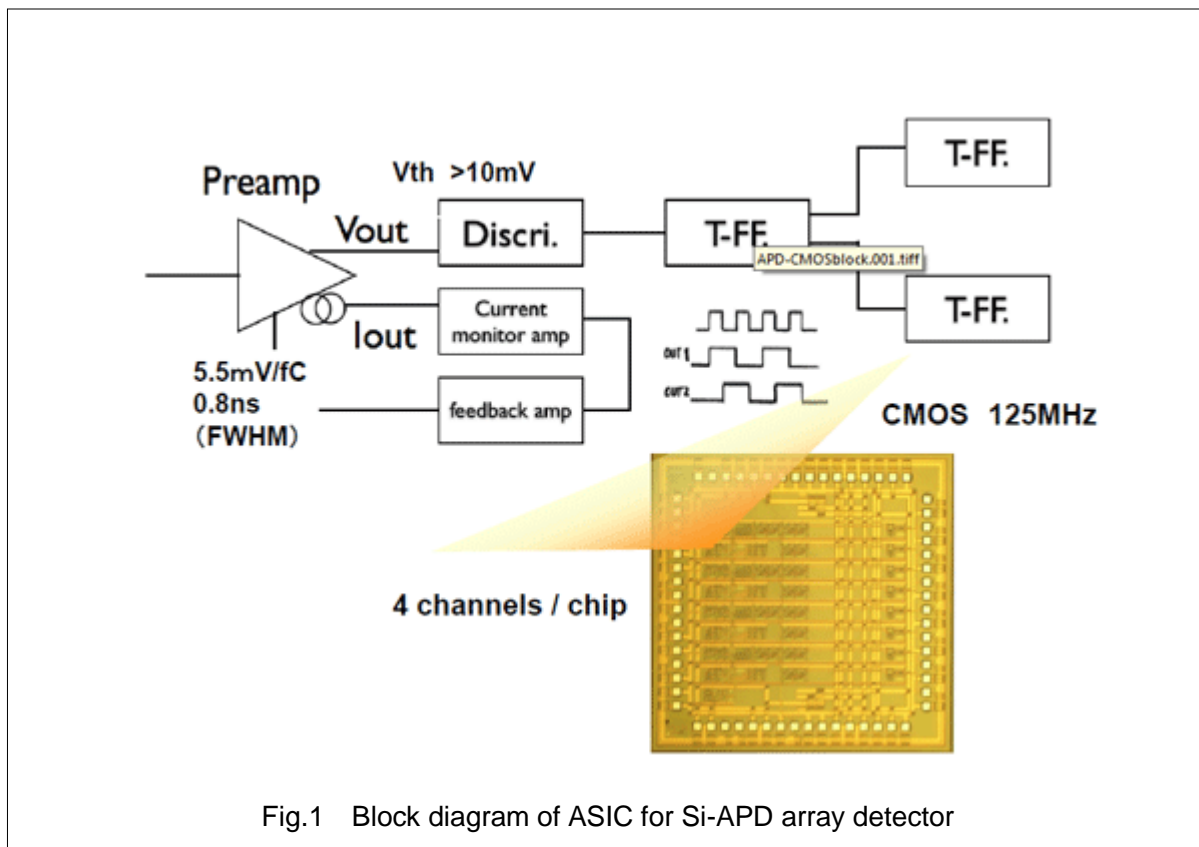 T-FF.
Vth >10mV
Preamp
Vout
Discri.
T-FF.
APD-CMOSblock.001.tiff
T-FF.
Iout
Current
monitor amp
5.5mV/fC
0.8ns
（FWHM）
feedback amp
OUT1
OUT2
CMOS 125MHz
4 channels / chip
Fig.1 Block diagram of ASIC for Si-APD array detector